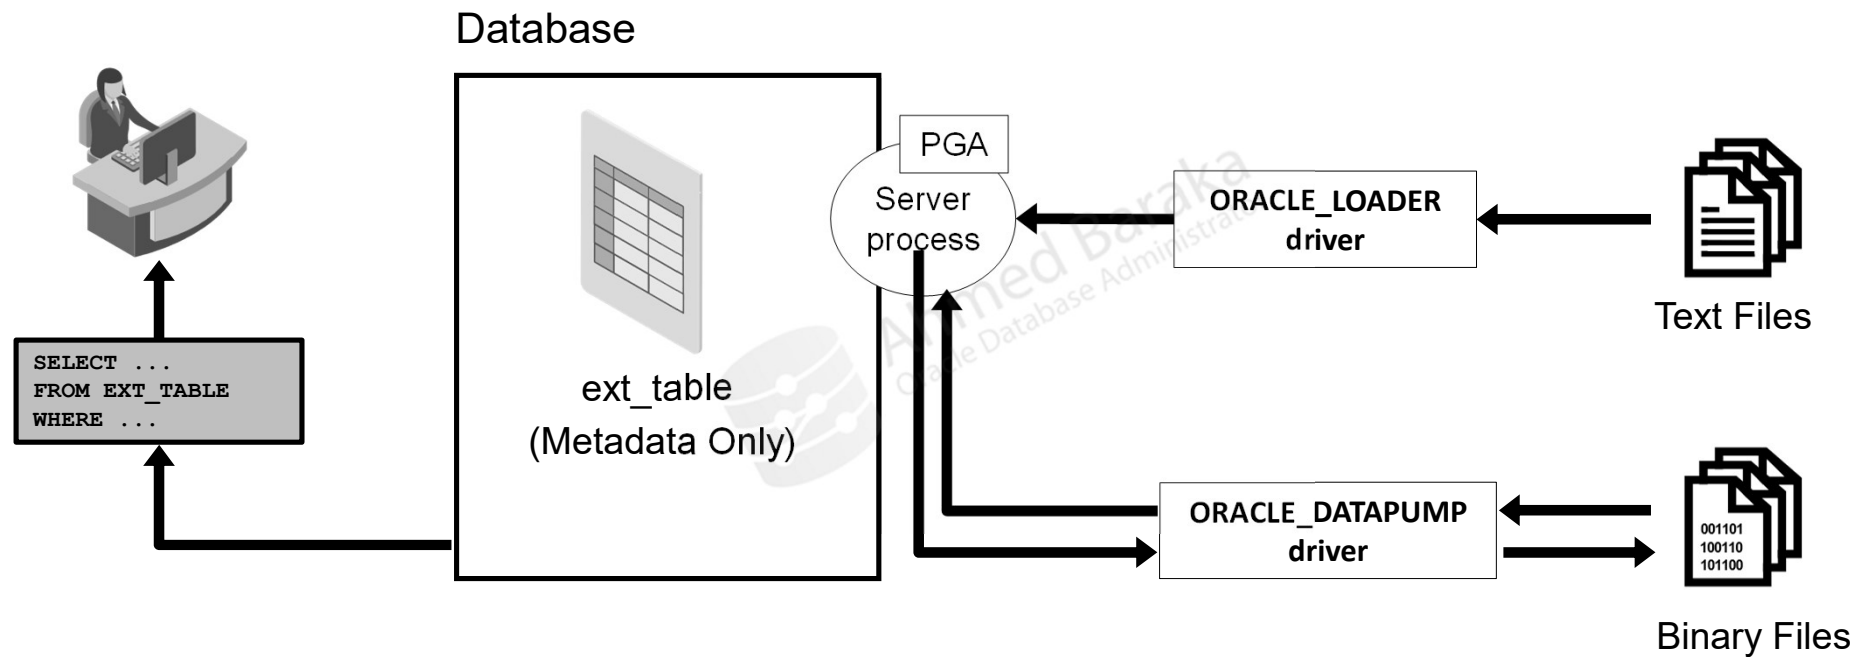 Database
PGA
Server
process
ORACLE_LOADER
driver
Text Files
SELECT ...
FROM EXT_TABLE
WHERE ...
ext_table
(Metadata Only)
Ahmed Baraka
Oracle Database Administrator
ORACLE_DATAPUMP
driver
001101
100110
101100
Binary Files